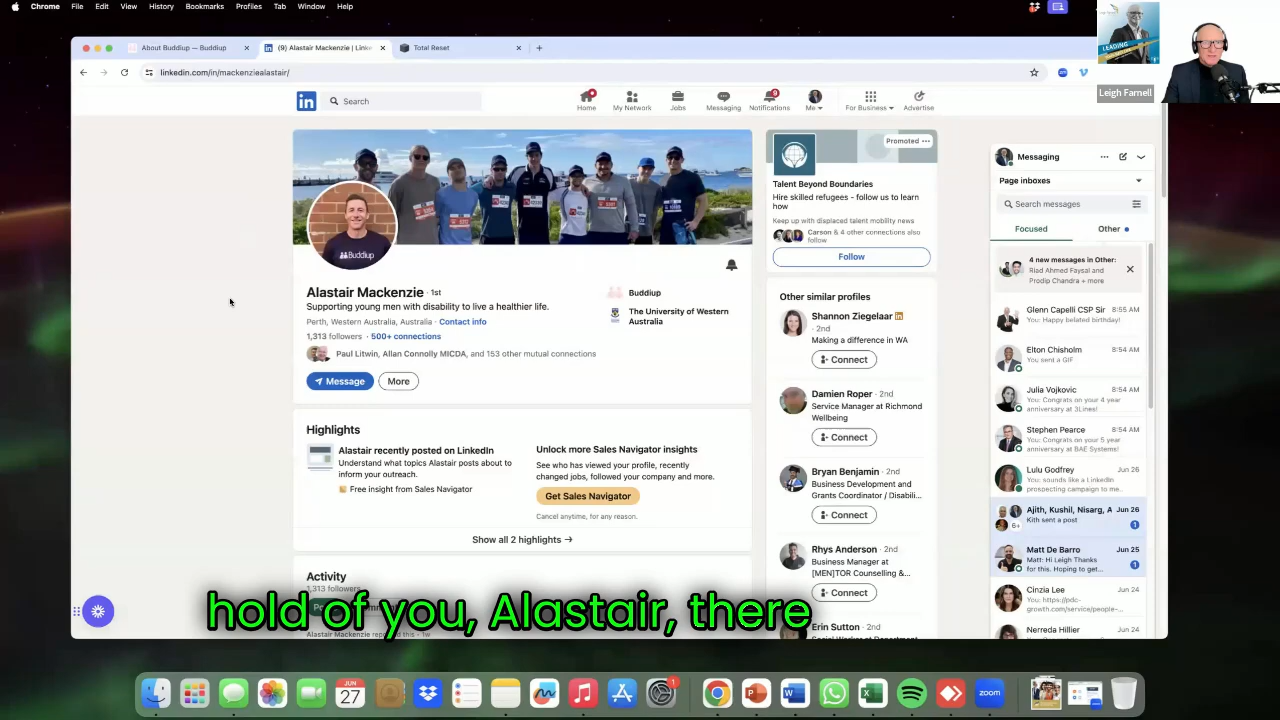 Chrome File Edit View History Bookmarks Profiles Tab Window Help
LEADING
Leigh Farnell
About Buddiup — Buddiup
(9) Alastair Mackenzie | Linke
Total Reset
linkedin.com/in/mackenziealastair/
Search
Home
My Network
Jobs
Messaging
Notifications
Me
For Business
Advertise
Buddiup
Alastair Mackenzie · 1st
Supporting young men with disability to live a healthier life.
Perth, Western Australia, Australia · Contact info
1,313 followers · 500+ connections
Paul Litwin, Allan Connolly MICDA, and 153 other mutual connections
Message
More
Buddiup
The University of Western
Australia
Highlights
Alastair recently posted on LinkedIn
Understand what topics Alastair posts about to
inform your outreach.
Free insight from Sales Navigator
Unlock more Sales Navigator insights
See who has viewed your profile, recently
changed jobs, followed your company and more.
Get Sales Navigator
Cancel anytime, for any reason.
Show all 2 highlights →
Activity
1,313 followers
Promoted
Talent Beyond Boundaries
Hire skilled refugees - follow us to learn
how
Keep up with displaced talent mobility news
Carson & 4 other connections also
follow
Follow
Other similar profiles
Shannon Ziegelaar
· 2nd
Making a difference in WA
Connect
Damien Roper · 2nd
Service Manager at Richmond
Wellbeing
Connect
Bryan Benjamin · 2nd
Business Development and
Grants Coordinator / Disabili...
Connect
Rhys Anderson · 2nd
Business Manager at
[MEN]TOR Counselling &...
Connect
Erin Sutton · 2nd
Messaging
Page inboxes
Search messages
Focused
Other
4 new messages in Other:
Riad Ahmed Faysal and
Prodip Chandra + more
Glenn Capelli CSP Sir 8:55 AM
You: Happy belated birthday!
Elton Chisholm 8:54 AM
You sent a GIF
Julia Vojkovic 8:54 AM
You: Congrats on your 4 year
anniversary at 3Lines!
Stephen Pearce 8:54 AM
You: Congrats on your 5 year
anniversary at BAE Systems!
Lulu Godfrey Jun 26
You: sounds like a LinkedIn
prospecting campaign to me...
Ajith, Kushil, Nisarg, A Jun 26
Kith sent a post
1
6+
Matt De Barro Jun 25
Matt: Hi Leigh Thanks
for this. Hoping to get...
1
Cinzia Lee Jun 24
You: https://pdc-
growth.com/service/people-...
Nerreda Hillier Jun 24
hold of you, Alastair, there
JUN
27
1
zoom